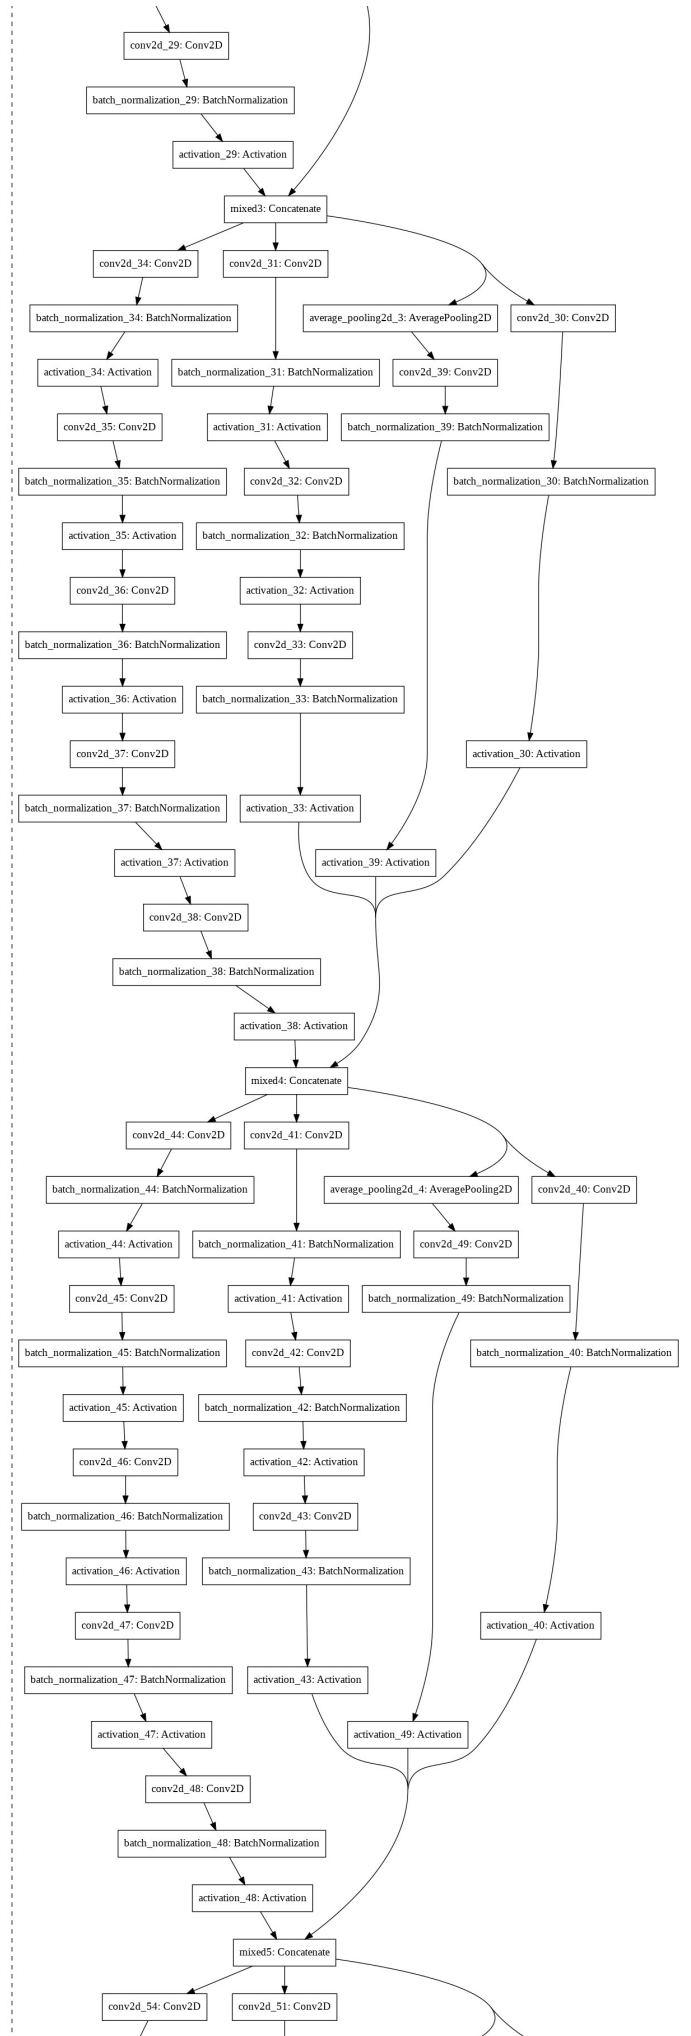 conv2d_29: Conv2D
batch_normalization_29: BatchNormalization
activation_29: Activation
mixed3: Concatenate
conv2d_34: Conv2D
conv2d_31: Conv2D
batch_normalization_34: BatchNormalization
average_pooling2d_3: AveragePooling2D
conv2d_30: Conv2D
activation_34: Activation
batch_normalization_31: BatchNormalization
conv2d_39: Conv2D
conv2d_35: Conv2D
activation_31: Activation
batch_normalization_39: BatchNormalization
batch_normalization_35: BatchNormalization
conv2d_32: Conv2D
batch_normalization_30: BatchNormalization
activation_35: Activation
batch_normalization_32: BatchNormalization
conv2d_36: Conv2D
activation_32: Activation
batch_normalization_36: BatchNormalization
conv2d_33: Conv2D
activation_36: Activation
batch_normalization_33: BatchNormalization
conv2d_37: Conv2D
activation_30: Activation
batch_normalization_37: BatchNormalization
activation_33: Activation
activation_37: Activation
activation_39: Activation
conv2d_38: Conv2D
batch_normalization_38: BatchNormalization
activation_38: Activation
mixed4: Concatenate
conv2d_44: Conv2D
conv2d_41: Conv2D
batch_normalization_44: BatchNormalization
average_pooling2d_4: AveragePooling2D
conv2d_40: Conv2D
activation_44: Activation
batch_normalization_41: BatchNormalization
conv2d_49: Conv2D
conv2d_45: Conv2D
activation_41: Activation
batch_normalization_49: BatchNormalization
batch_normalization_45: BatchNormalization
conv2d_42: Conv2D
batch_normalization_40: BatchNormalization
activation_45: Activation
batch_normalization_42: BatchNormalization
conv2d_46: Conv2D
activation_42: Activation
batch_normalization_46: BatchNormalization
conv2d_43: Conv2D
activation_46: Activation
batch_normalization_43: BatchNormalization
conv2d_47: Conv2D
activation_40: Activation
batch_normalization_47: BatchNormalization
activation_43: Activation
activation_47: Activation
activation_49: Activation
conv2d_48: Conv2D
batch_normalization_48: BatchNormalization
activation_48: Activation
mixed5: Concatenate
conv2d_54: Conv2D
conv2d_51: Conv2D